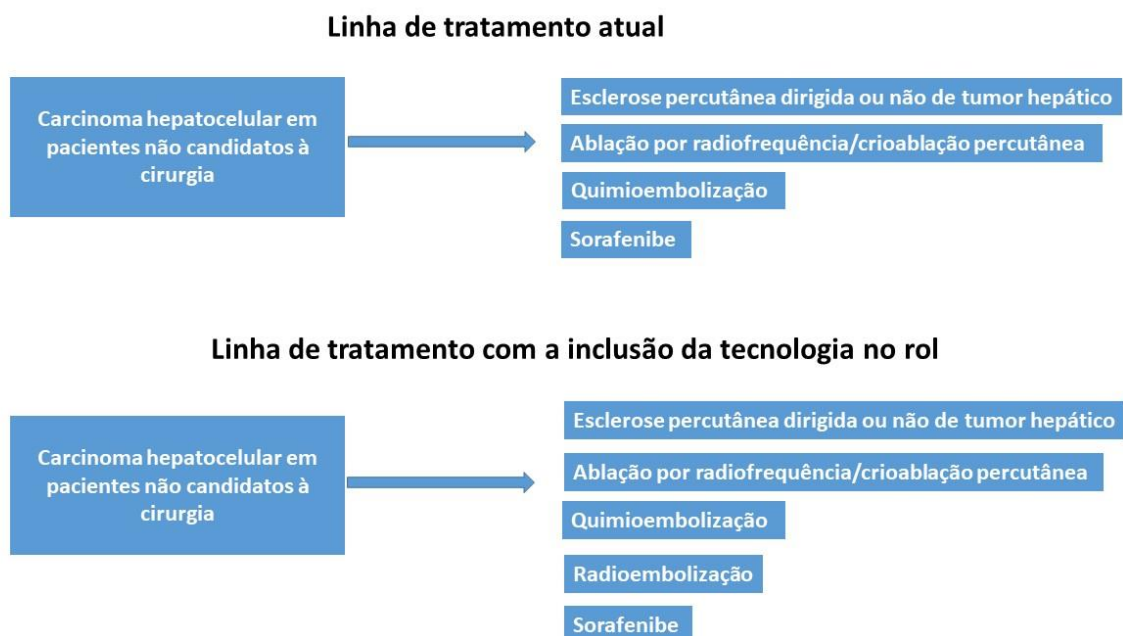 Linha de tratamento atual
Carcinoma hepatocelular em
pacientes não candidatos à
cirurgia
Esclerose percutânea dirigida ou não de tumor hepático
Ablação por radiofrequência/crioablação percutânea
Quimioembolização
Sorafenibe
Linha de tratamento com a inclusão da tecnologia no rol
Carcinoma hepatocelular em
pacientes não candidatos à
cirurgia
Esclerose percutânea dirigida ou não de tumor hepático
Ablação por radiofrequência/crioablação percutânea
Quimioembolização
Radioembolização
Sorafenibe